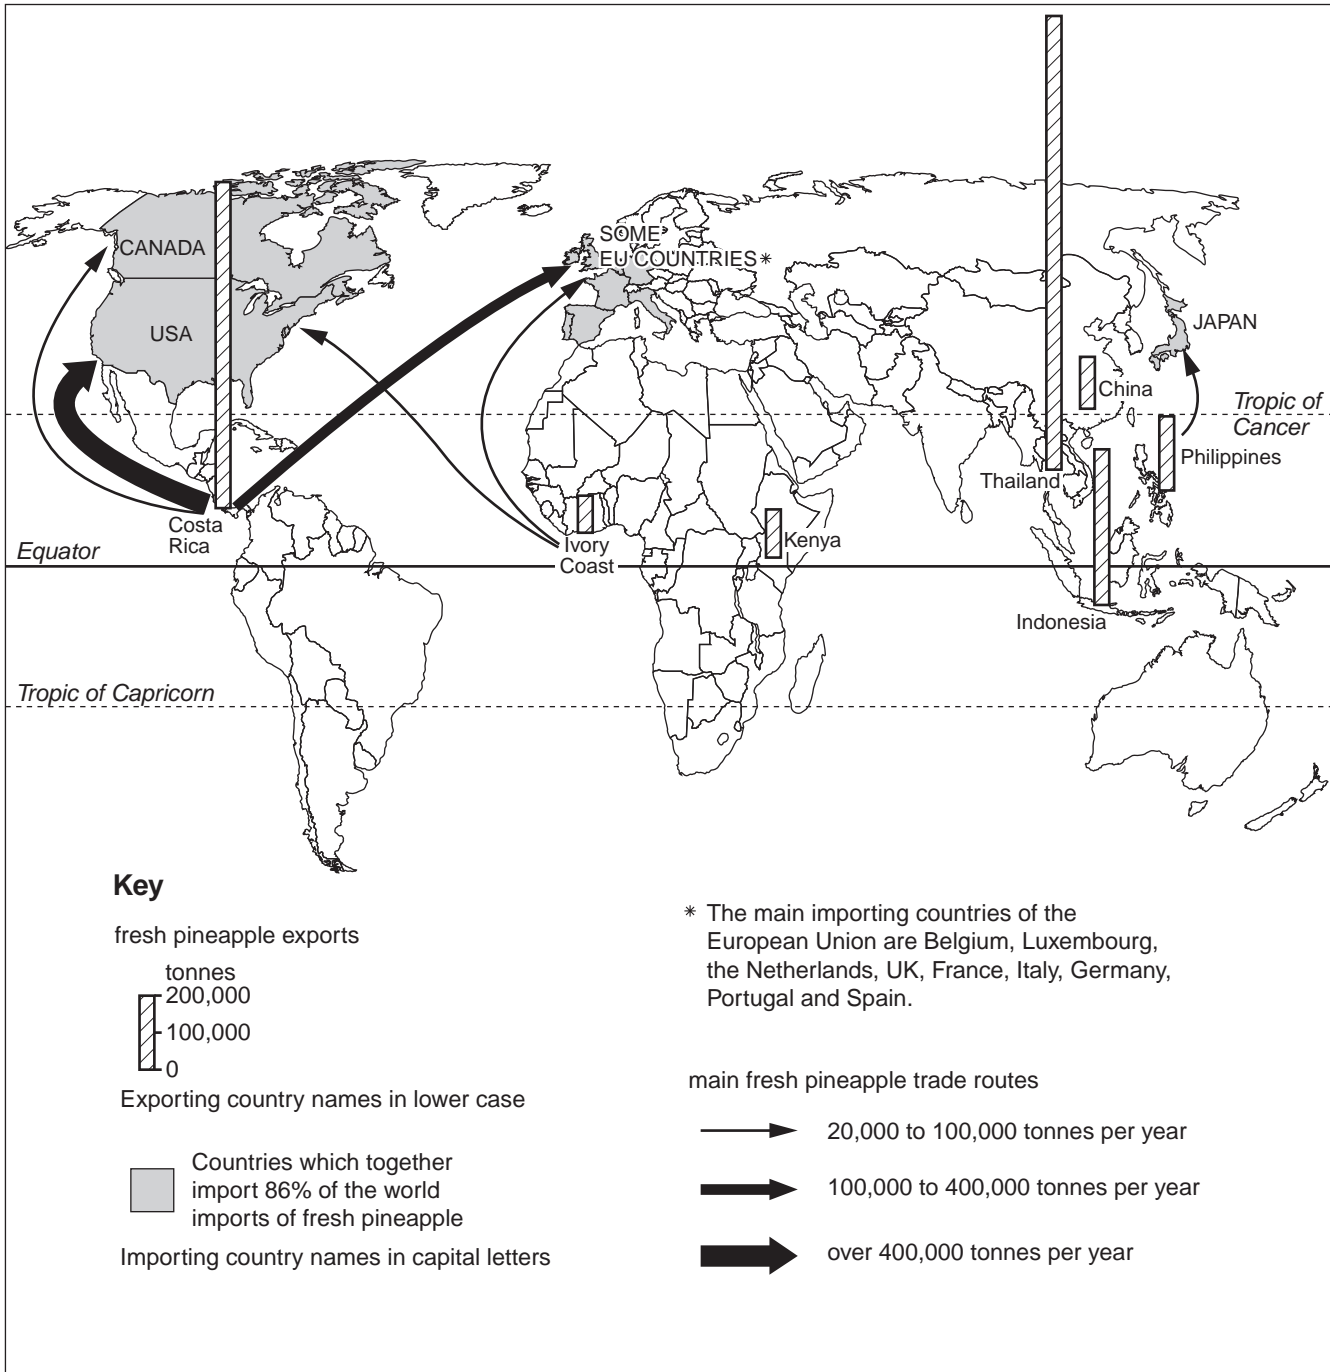 CANADA
USA
SOME
EU COUNTRIES*
JAPAN
China
Tropic of
Cancer
Philippines
Thailand
Costa
Rica
Equator
Ivory
Coast
Kenya
Indonesia
Tropic of Capricorn
Key
fresh pineapple exports
tonnes
200,000
100,000
0
Exporting country names in lower case
Countries which together
import 86% of the world
imports of fresh pineapple
Importing country names in capital letters
* The main importing countries of the
European Union are Belgium, Luxembourg,
the Netherlands, UK, France, Italy, Germany,
Portugal and Spain.
main fresh pineapple trade routes
20,000 to 100,000 tonnes per year
100,000 to 400,000 tonnes per year
over 400,000 tonnes per year